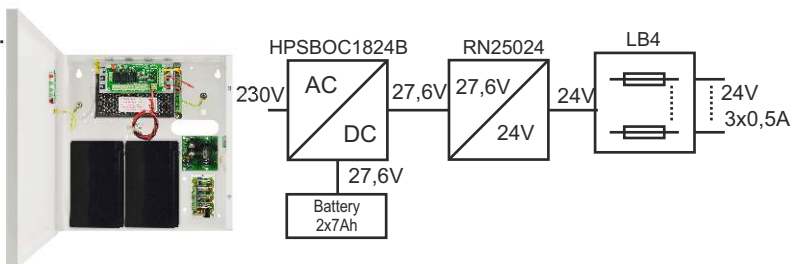 HPSBOC1824B
RN25024
LB4
230V
AC
DC
27,6V
27,6V
24V
24V
24V
3x0,5A
27,6V
Battery
2x7Ah